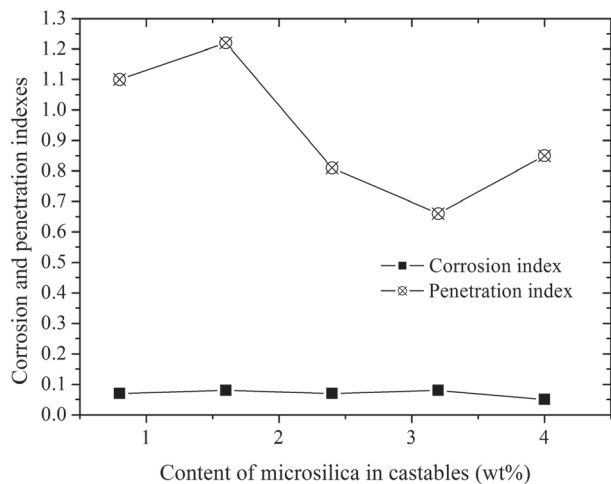 Corrosion and penetration indexes
1.3
1.2
1.1
1.0
0.9
0.8
0.7
0.6
0.5
0.4
0.3
0.2
0.1
0.0
Corrosion index
Penetration index
1 2 3 4
Content of microsilica in castables (wt%)